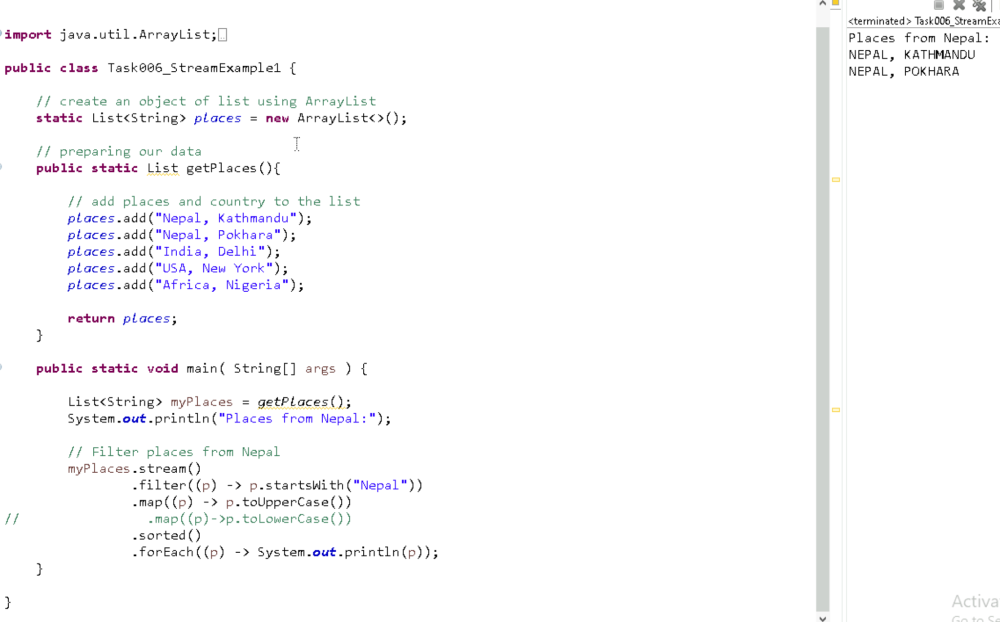 import java.util.ArrayList;
public class Task006_StreamExample1 {
// create an object of list using ArrayList
static List<String> places = new ArrayList<>();
// preparing our data
public static List getPlaces(){
// add places and country to the list
places.add("Nepal, Kathmandu");
places.add("Nepal, Pokhara");
places.add("India, Delhi");
places.add("USA, New York");
places.add("Africa, Nigeria");
return places;
}
public static void main( String[] args ) {
List<String> myPlaces = getPlaces();
System.out.println("Places from Nepal:");
// Filter places from Nepal
myPlaces.stream()
.filter((p) -> p.startsWith("Nepal"))
.map((p) -> p.toUpperCase())
// .map((p)->p.toLowerCase())
.sorted()
.forEach((p) -> System.out.println(p));
}
}
<terminated> Task006_StreamExa
Places from Nepal:
NEPAL, KATHMANDU
NEPAL, POKHARA
Activa
Go to Se